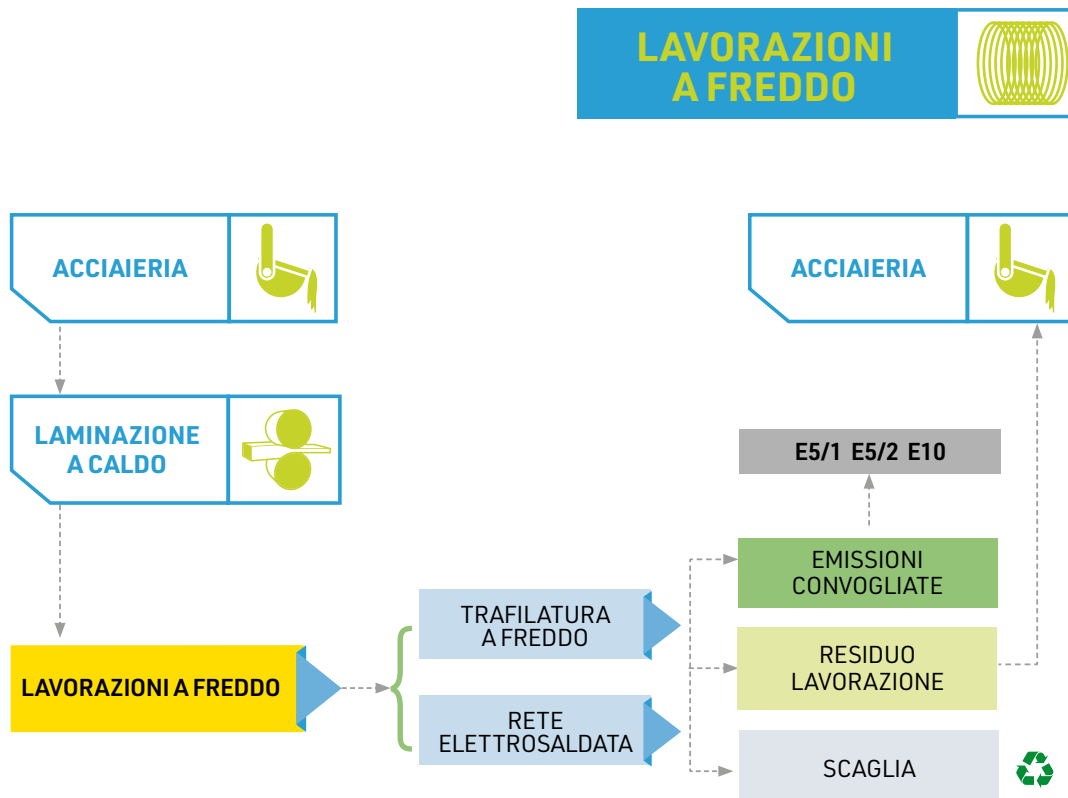 LAVORAZIONI
A FREDDO
ACCIAIERIA
ACCIAIERIA
LAMINAZIONE
A CALDO
E5/1 E5/2 E10
EMISSIONI
CONVOGLIATE
TRAFILATURA
A FREDDO
RESIDUO
LAVORAZIONE
LAVORAZIONI A FREDDO
RETE
ELETTROSALDATA
SCAGLIA